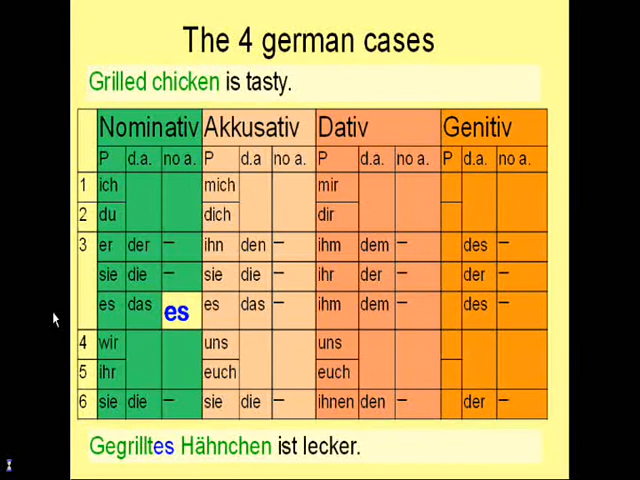 The 4 german cases
Grilled chicken is tasty.
Nominativ Akkusativ Dativ Genitiv
P d.a. no a. P d.a no a. P d.a. no a. P d.a. no a.
1 ich mich mir
2 du dich dir
3 er der – ihn den – ihm dem – des –
sie die – sie die – ihr der – der –
es das es es das – ihm dem – des –
4 wir uns uns
5 ihr euch euch
6 sie die – sie die – ihnen den – der –
Gegrilltes Hähnchen ist lecker.